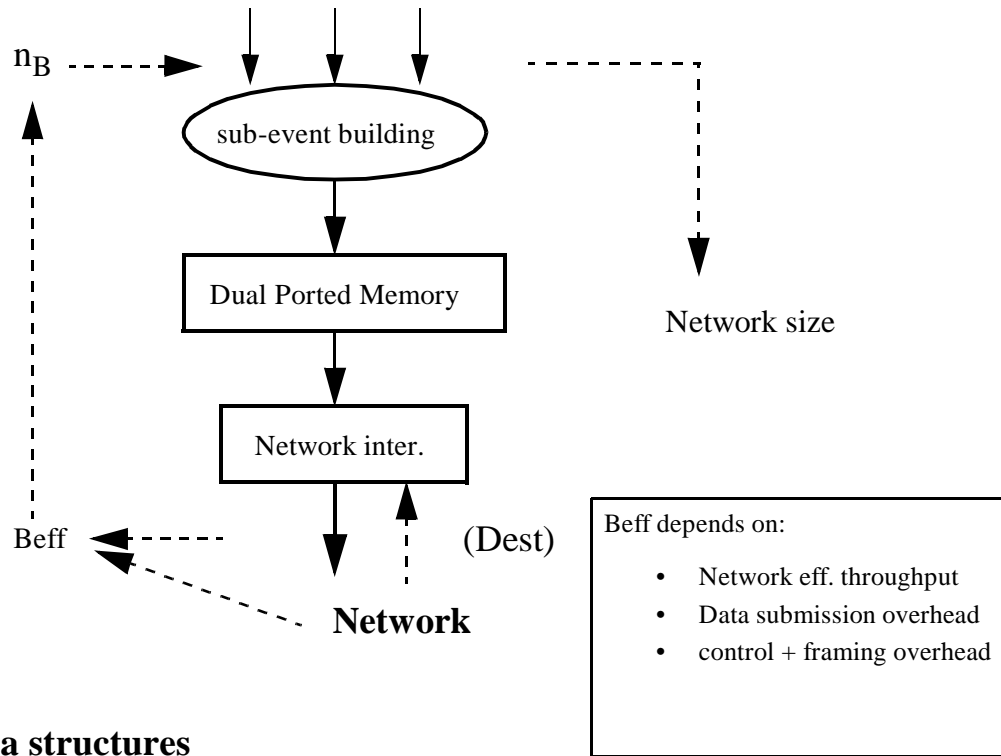 n_B
sub-event building
Dual Ported Memory
Network size
Network inter.
Beff
(Dest)
Network
Beff depends on:
• Network eff. throughput
• Data submission overhead
• control + framing overhead
a structures